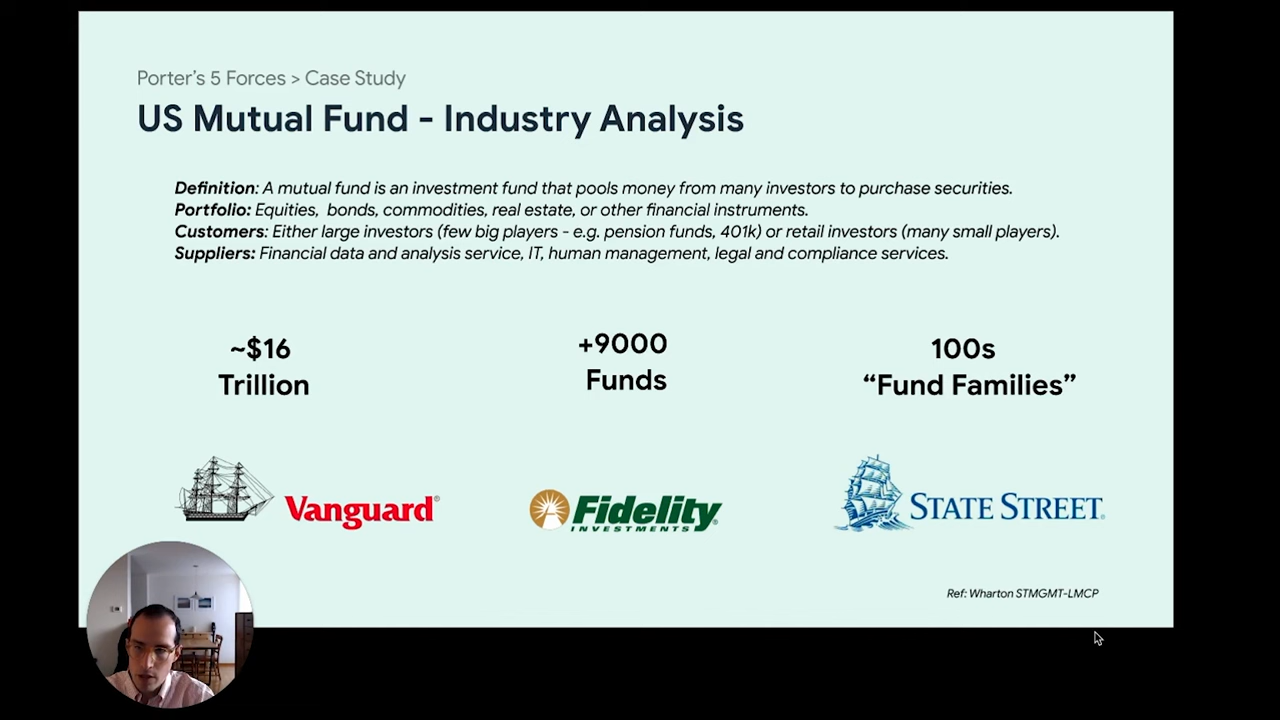 Porter's 5 Forces > Case Study
US Mutual Fund - Industry Analysis
Definition: A mutual fund is an investment fund that pools money from many investors to purchase securities.
Portfolio: Equities, bonds, commodities, real estate, or other financial instruments.
Customers: Either large investors (few big players - e.g. pension funds, 401k) or retail investors (many small players).
Suppliers: Financial data and analysis service, IT, human management, legal and compliance services.
~$16
Trillion
+9000
Funds
100s
“Fund Families”
Vanguard®
Fidelity
INVESTMENTS
STATE STREET
Ref: Wharton STMGMT-LMCP